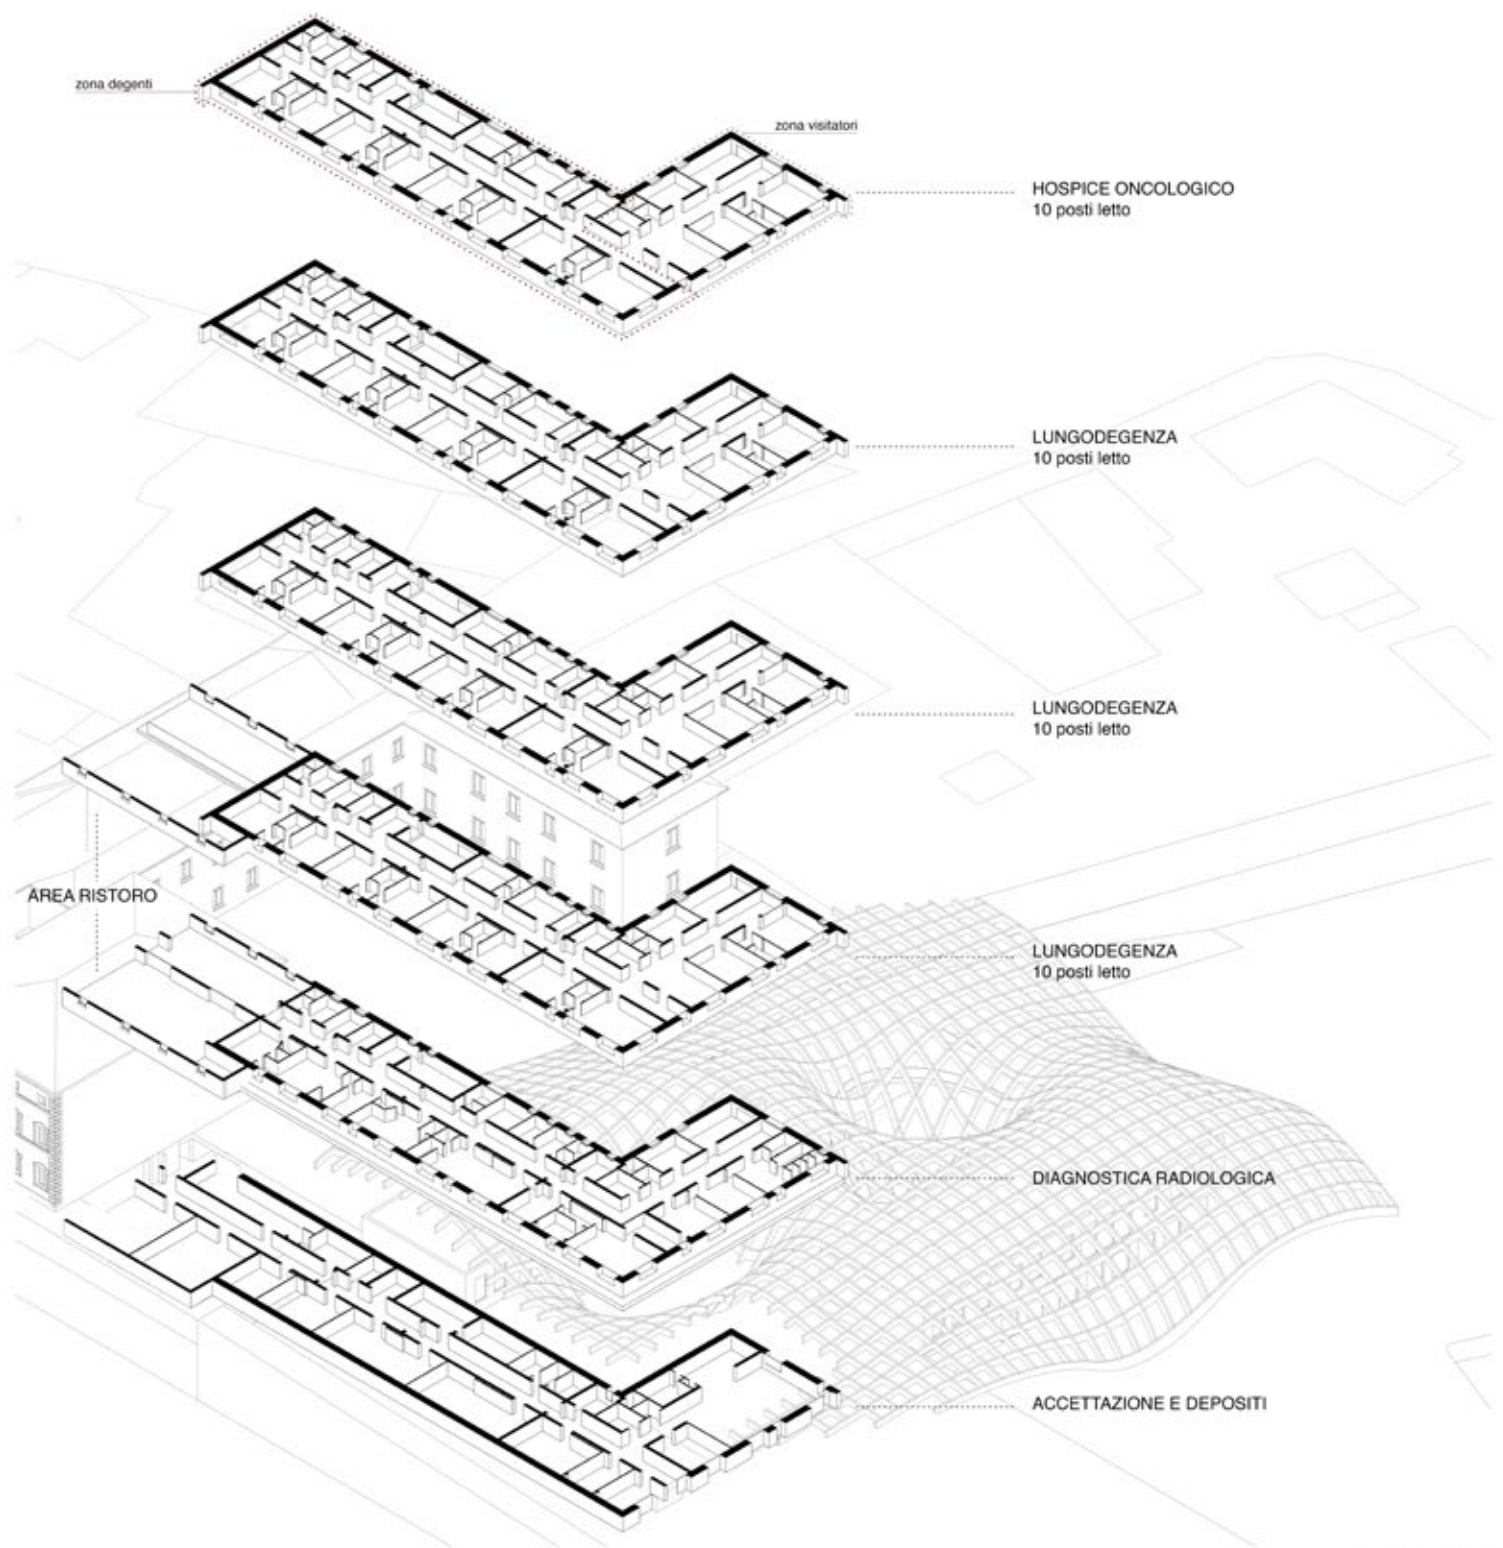 zona degenti
zona visitatori
HOSPICE ONCOLOGICO
10 posti letto
LUNGODEGENZA
10 posti letto
LUNGODEGENZA
10 posti letto
AREA RISTORO
LUNGODEGENZA
10 posti letto
DIAGNOSTICA RADIOLOGICA
ACCETTAZIONE E DEPOSITI